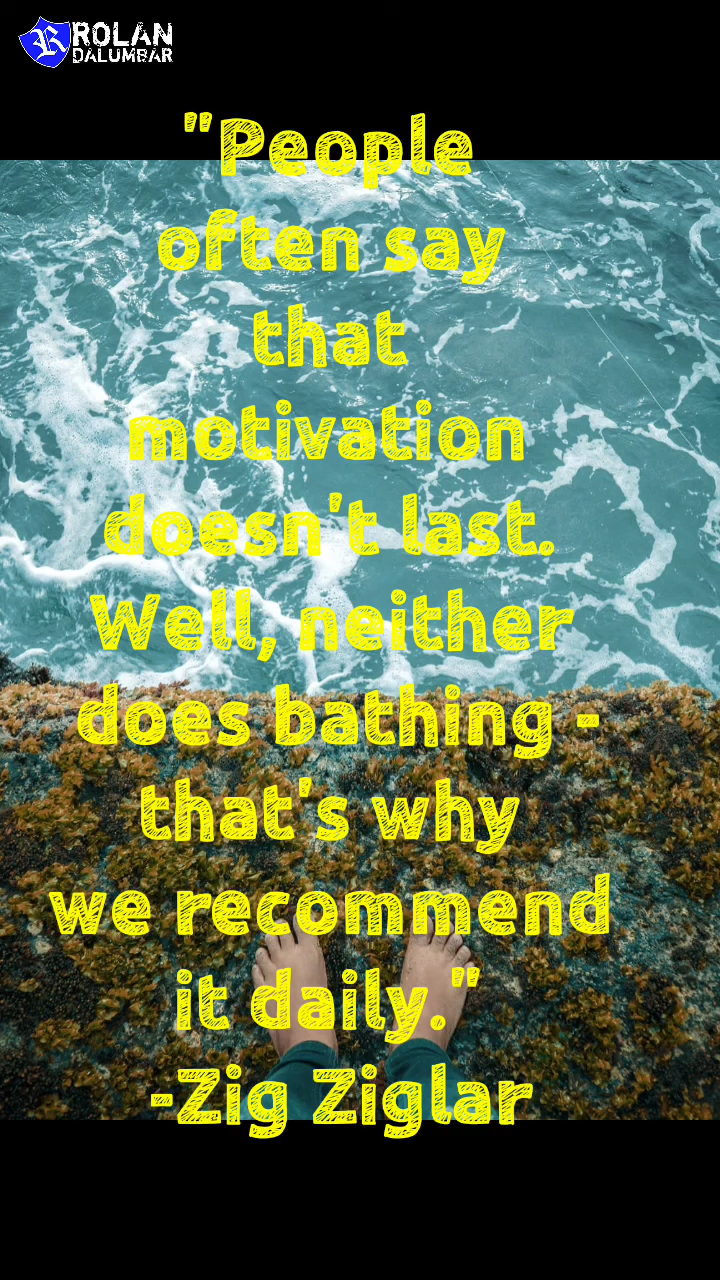 ROLAN
DALUMBAR
"People
often say
that
motivation
doesn't last.
Well, neither
does bathing -
that's why
we recommend
it daily."
-Zig Ziglar